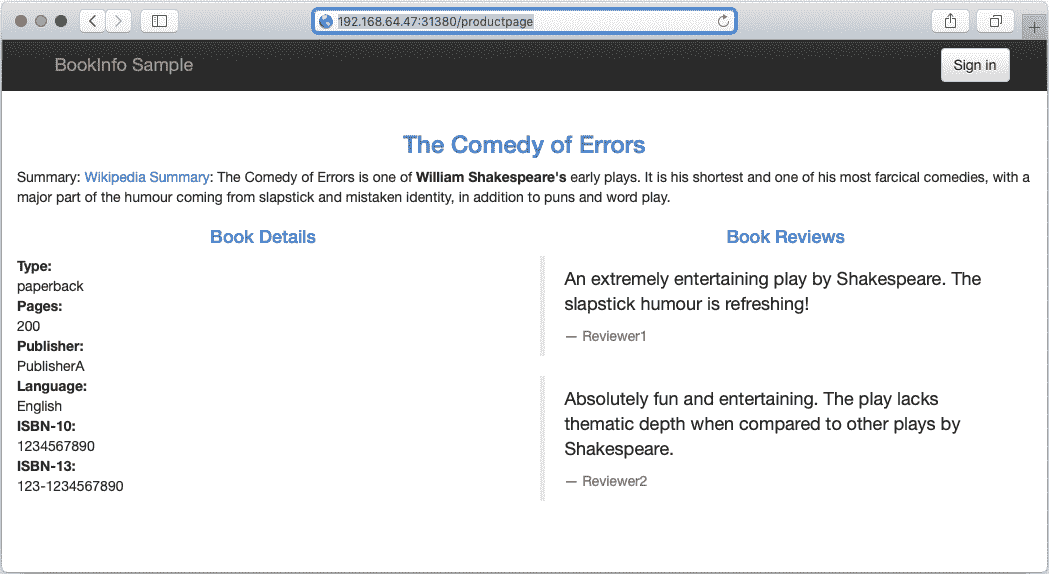 192.168.64.47:31380/productpage
BookInfo Sample
Sign in
The Comedy of Errors
Summary: Wikipedia Summary: The Comedy of Errors is one of William Shakespeare's early plays. It is his shortest and one of his most farcical comedies, with a
major part of the humour coming from slapstick and mistaken identity, in addition to puns and word play.
Book Details
Type:
paperback
Pages:
200
Publisher:
PublisherA
Language:
English
ISBN-10:
1234567890
ISBN-13:
123-1234567890
Book Reviews
An extremely entertaining play by Shakespeare. The
slapstick humour is refreshing!
— Reviewer1
Absolutely fun and entertaining. The play lacks
thematic depth when compared to other plays by
Shakespeare.
— Reviewer2